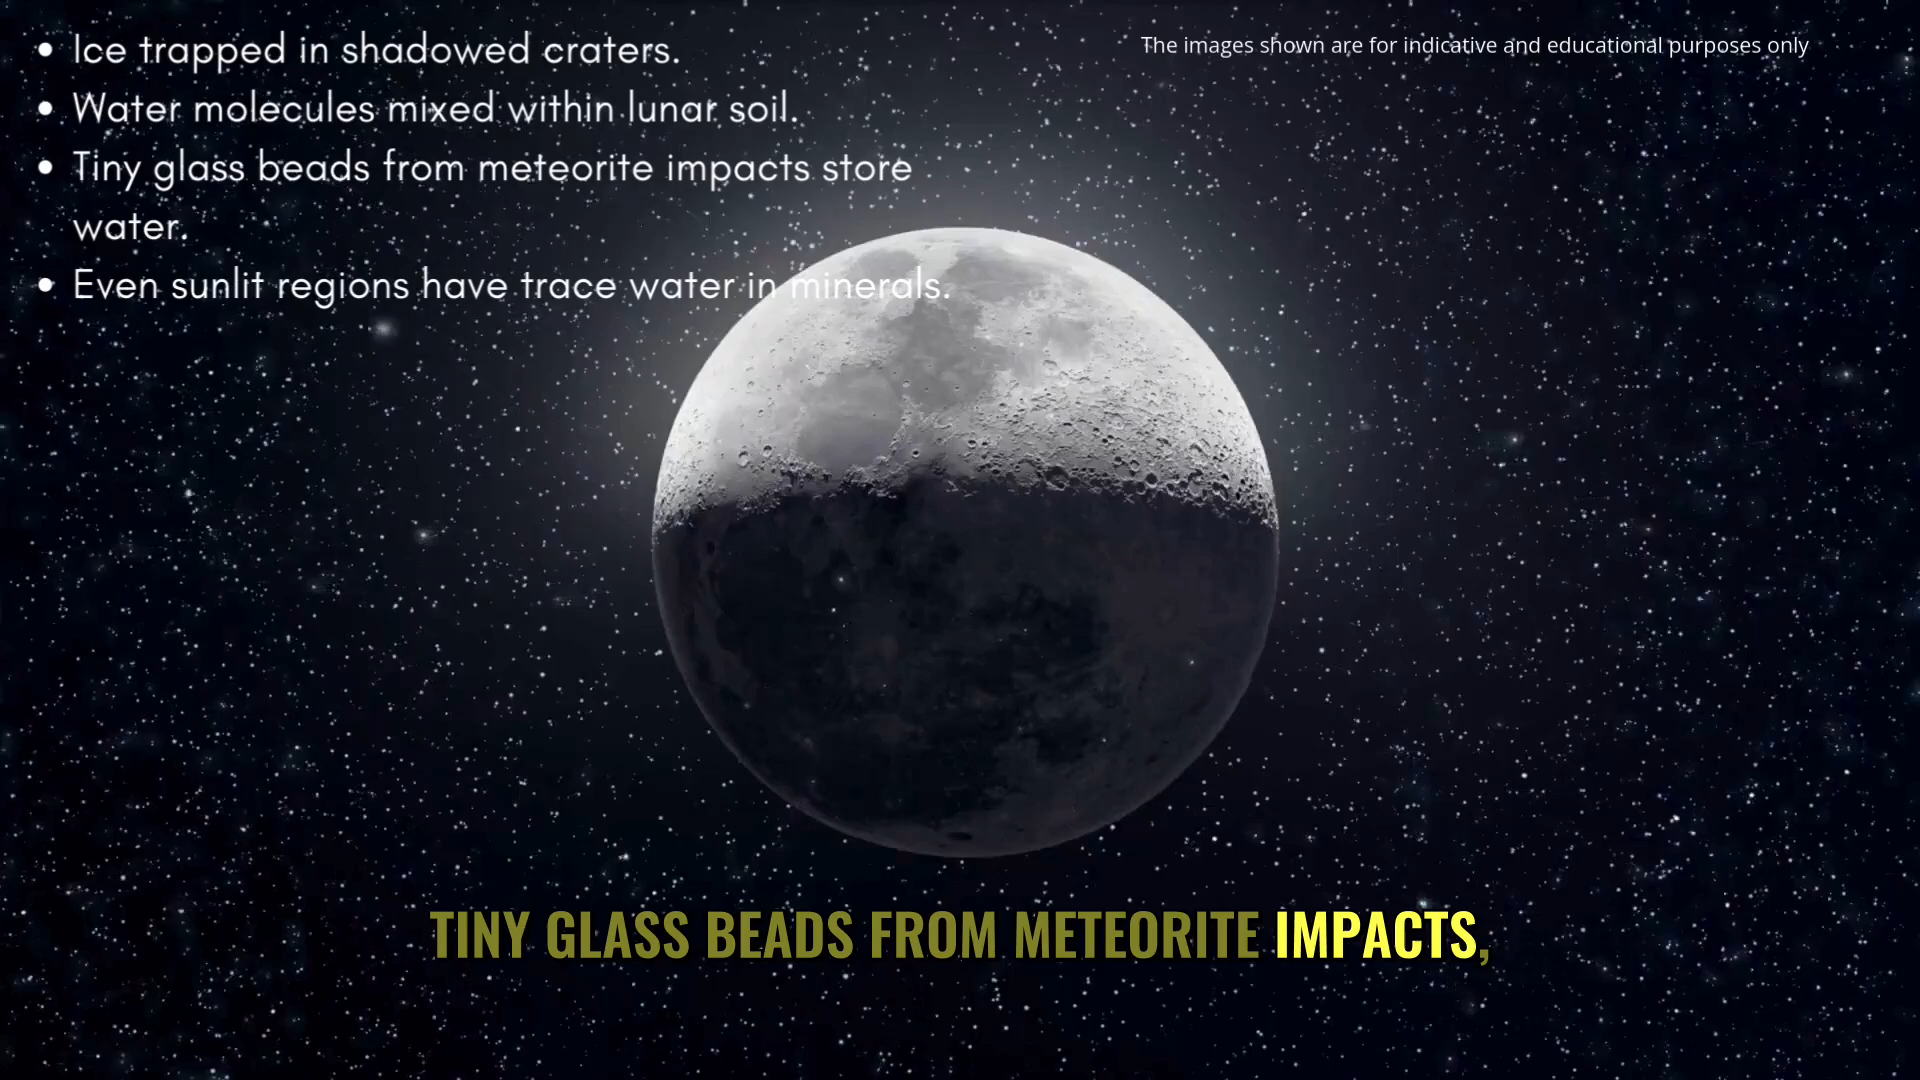 • Ice trapped in shadowed craters.
• Water molecules mixed within lunar soil.
• Tiny glass beads from meteorite impacts store
water.
• Even sunlit regions have trace water in minerals.
The images shown are for indicative and educational purposes only
TINY GLASS BEADS FROM METEORITE IMPACTS,